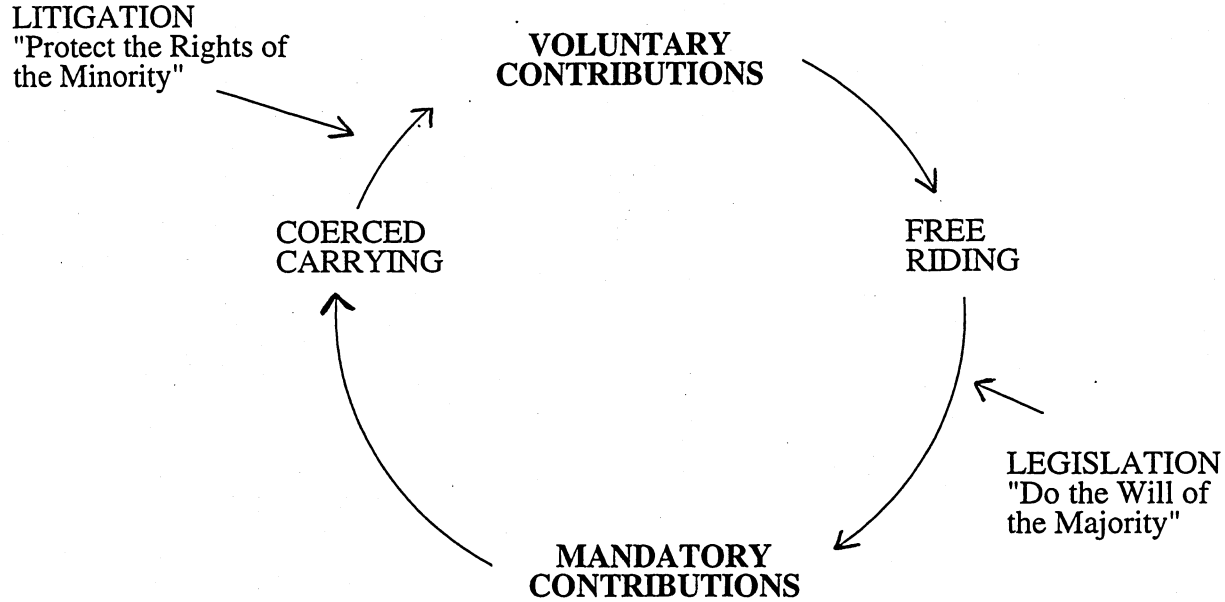 LITIGATION
"Protect the Rights of
the Minority"
VOLUNTARY
CONTRIBUTIONS
COERCED
CARRYING
FREE
RIDING
LEGISLATION
"Do the Will of
the Majority"
MANDATORY
CONTRIBUTIONS